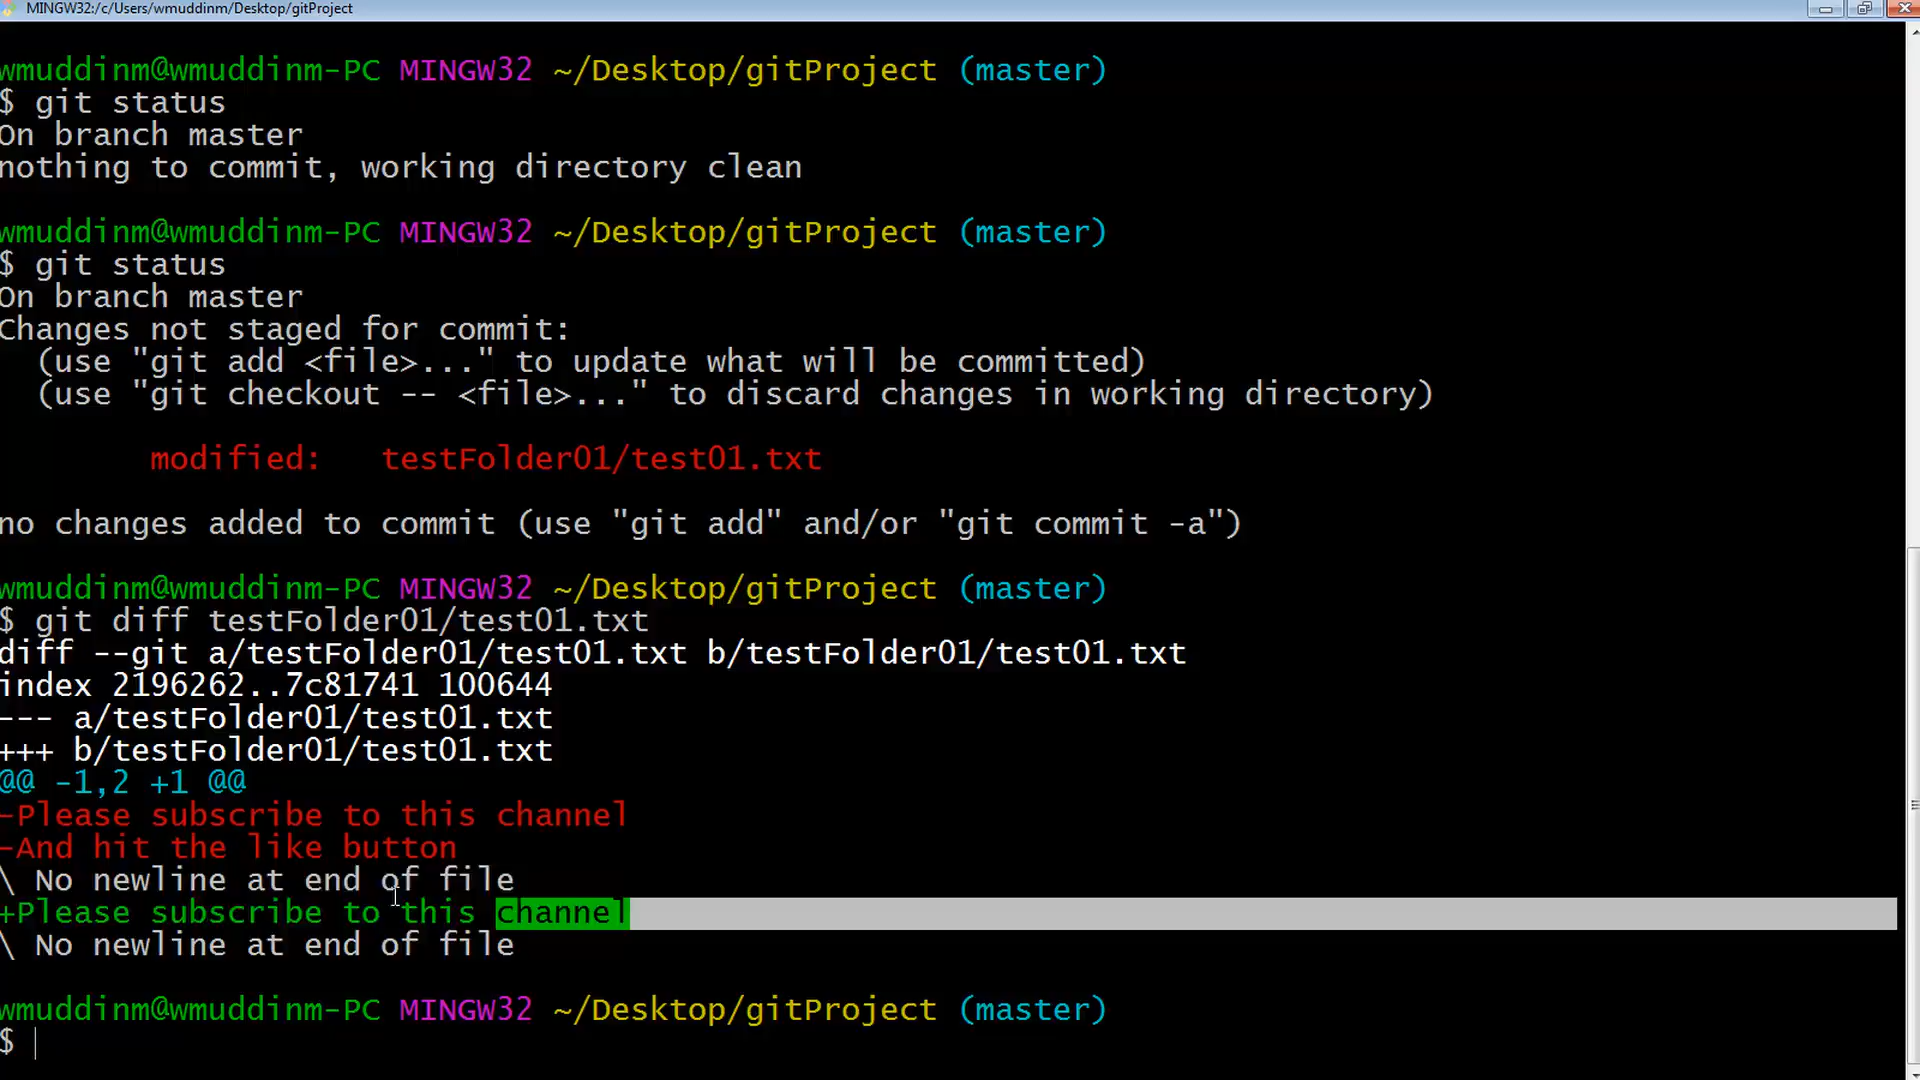 MINGW32:/c/Users/wmuddinm/Desktop/gitProject
wmuddinm@wmuddinm-PC MINGW32 ~/Desktop/gitProject (master)
$ git status
On branch master
nothing to commit, working directory clean
wmuddinm@wmuddinm-PC MINGW32 ~/Desktop/gitProject (master)
$ git status
On branch master
Changes not staged for commit:
  (use "git add <file>..." to update what will be committed)
  (use "git checkout -- <file>..." to discard changes in working directory)
        modified:   testFolder01/test01.txt
no changes added to commit (use "git add" and/or "git commit -a")
wmuddinm@wmuddinm-PC MINGW32 ~/Desktop/gitProject (master)
$ git diff testFolder01/test01.txt
diff --git a/testFolder01/test01.txt b/testFolder01/test01.txt
index 2196262..7c81741 100644
--- a/testFolder01/test01.txt
+++ b/testFolder01/test01.txt
@@ -1,2 +1 @@
-Please subscribe to this channel
-And hit the like button
\ No newline at end of file
+Please subscribe to this channel
\ No newline at end of file
wmuddinm@wmuddinm-PC MINGW32 ~/Desktop/gitProject (master)
$